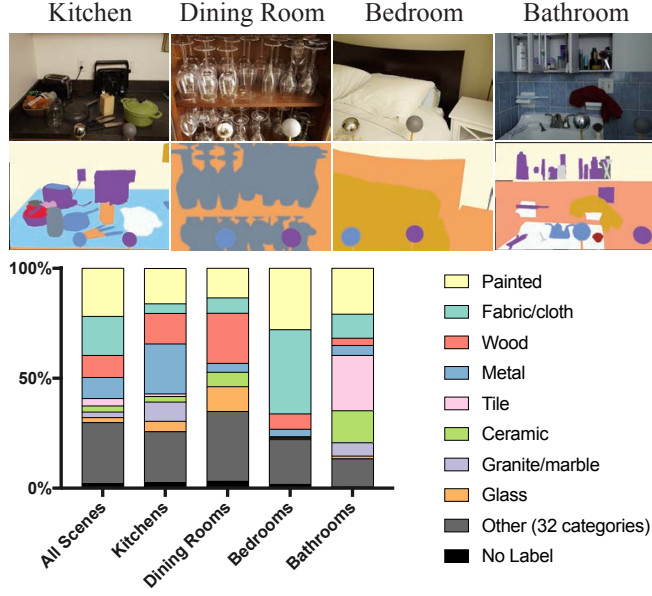 Kitchen
Dining Room
Bedroom
Bathroom
100%
50%
0%
All Scenes
Kitchens
Dining Rooms
Bedrooms
Bathrooms
Painted
Fabric/cloth
Wood
Metal
Tile
Ceramic
Granite/marble
Glass
Other (32 categories)
No Label